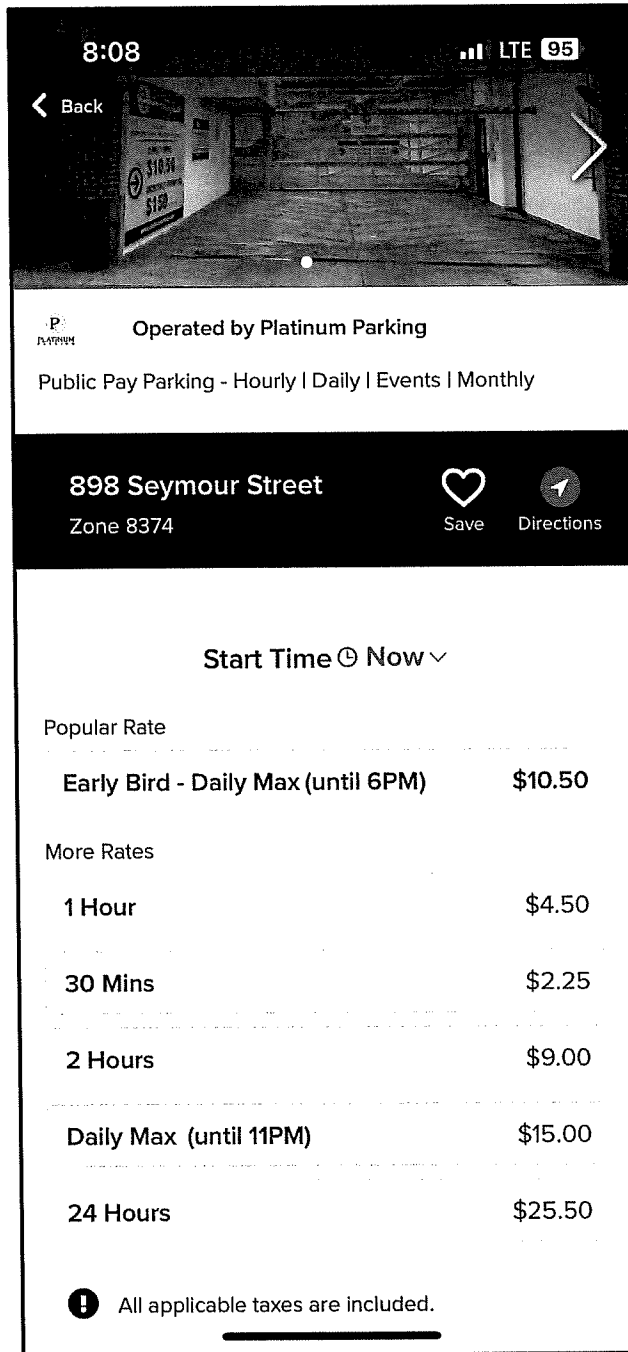 8:08 LTE 95
Back
$10.50
$150
P
PLATINUM
Operated by Platinum Parking
Public Pay Parking - Hourly | Daily | Events | Monthly
898 Seymour Street
Zone 8374
Save Directions
Start Time Now
Popular Rate
Early Bird - Daily Max (until 6PM) $10.50
More Rates
1 Hour $4.50
30 Mins $2.25
2 Hours $9.00
Daily Max (until 11PM) $15.00
24 Hours $25.50
All applicable taxes are included.